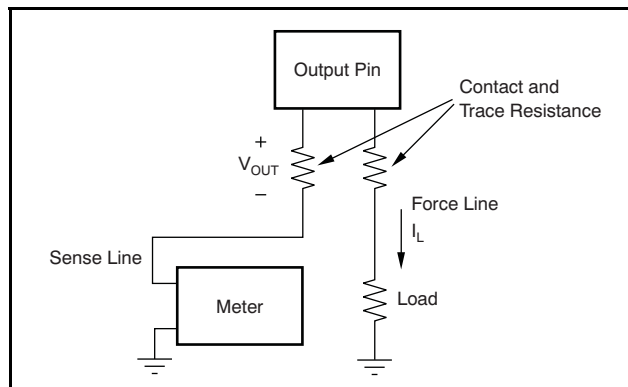 Output Pin
Contact and
Trace Resistance
+
V_OUT
–
Force Line
I_L
Sense Line
Meter
Load